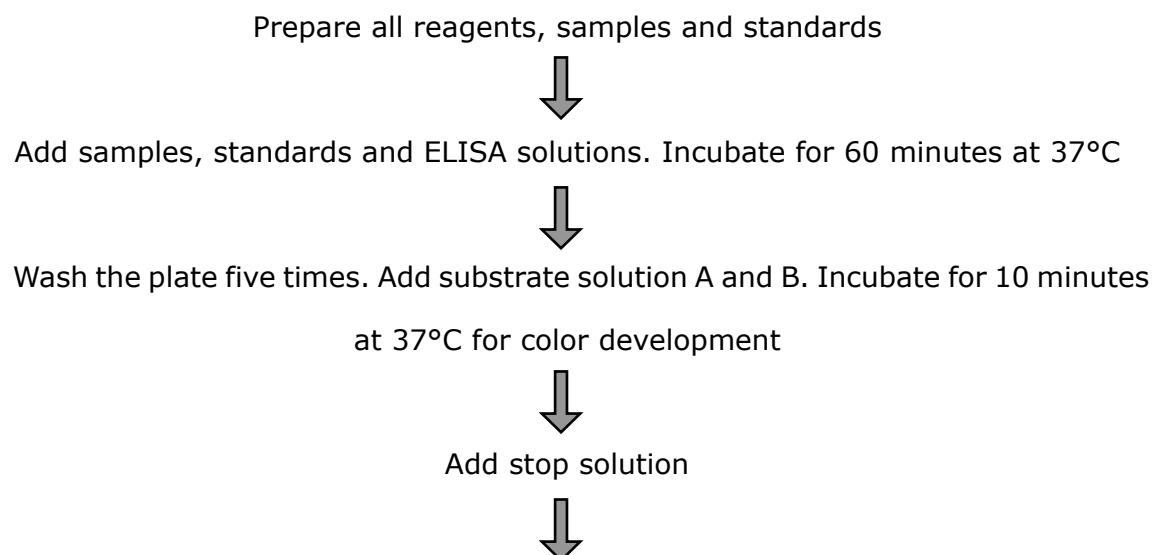 Prepare all reagents, samples and standards
Add samples, standards and ELISA solutions. Incubate for 60 minutes at 37°C
Wash the plate five times. Add substrate solution A and B. Incubate for 10 minutes
at 37°C for color development
Add stop solution